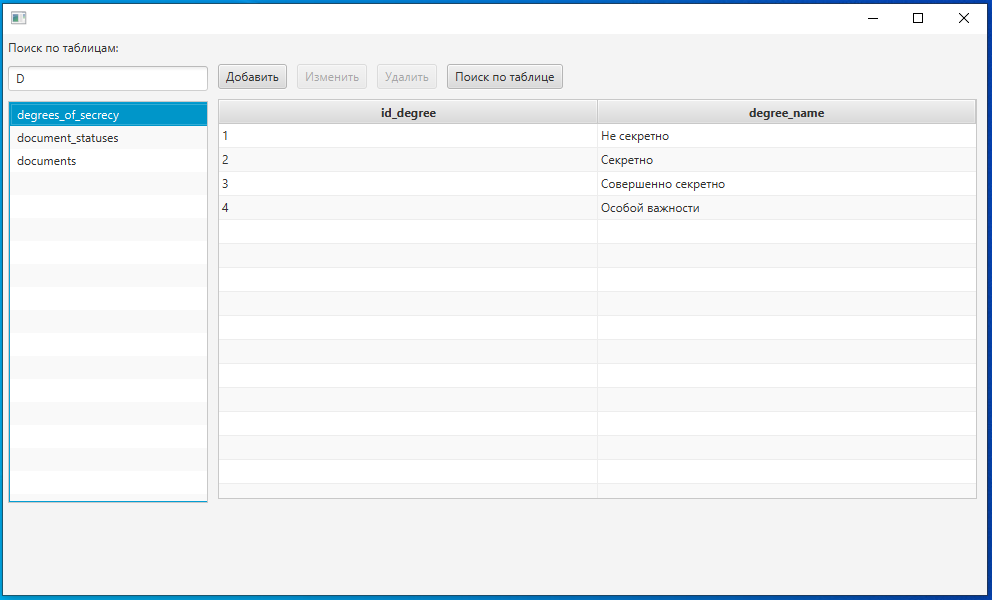 Поиск по таблицам:
D
Добавить Изменить Удалить Поиск по таблице
degrees_of_secrecy
document_statuses
documents
id_degree degree_name
1 Не секретно
2 Секретно
3 Совершенно секретно
4 Особой важности